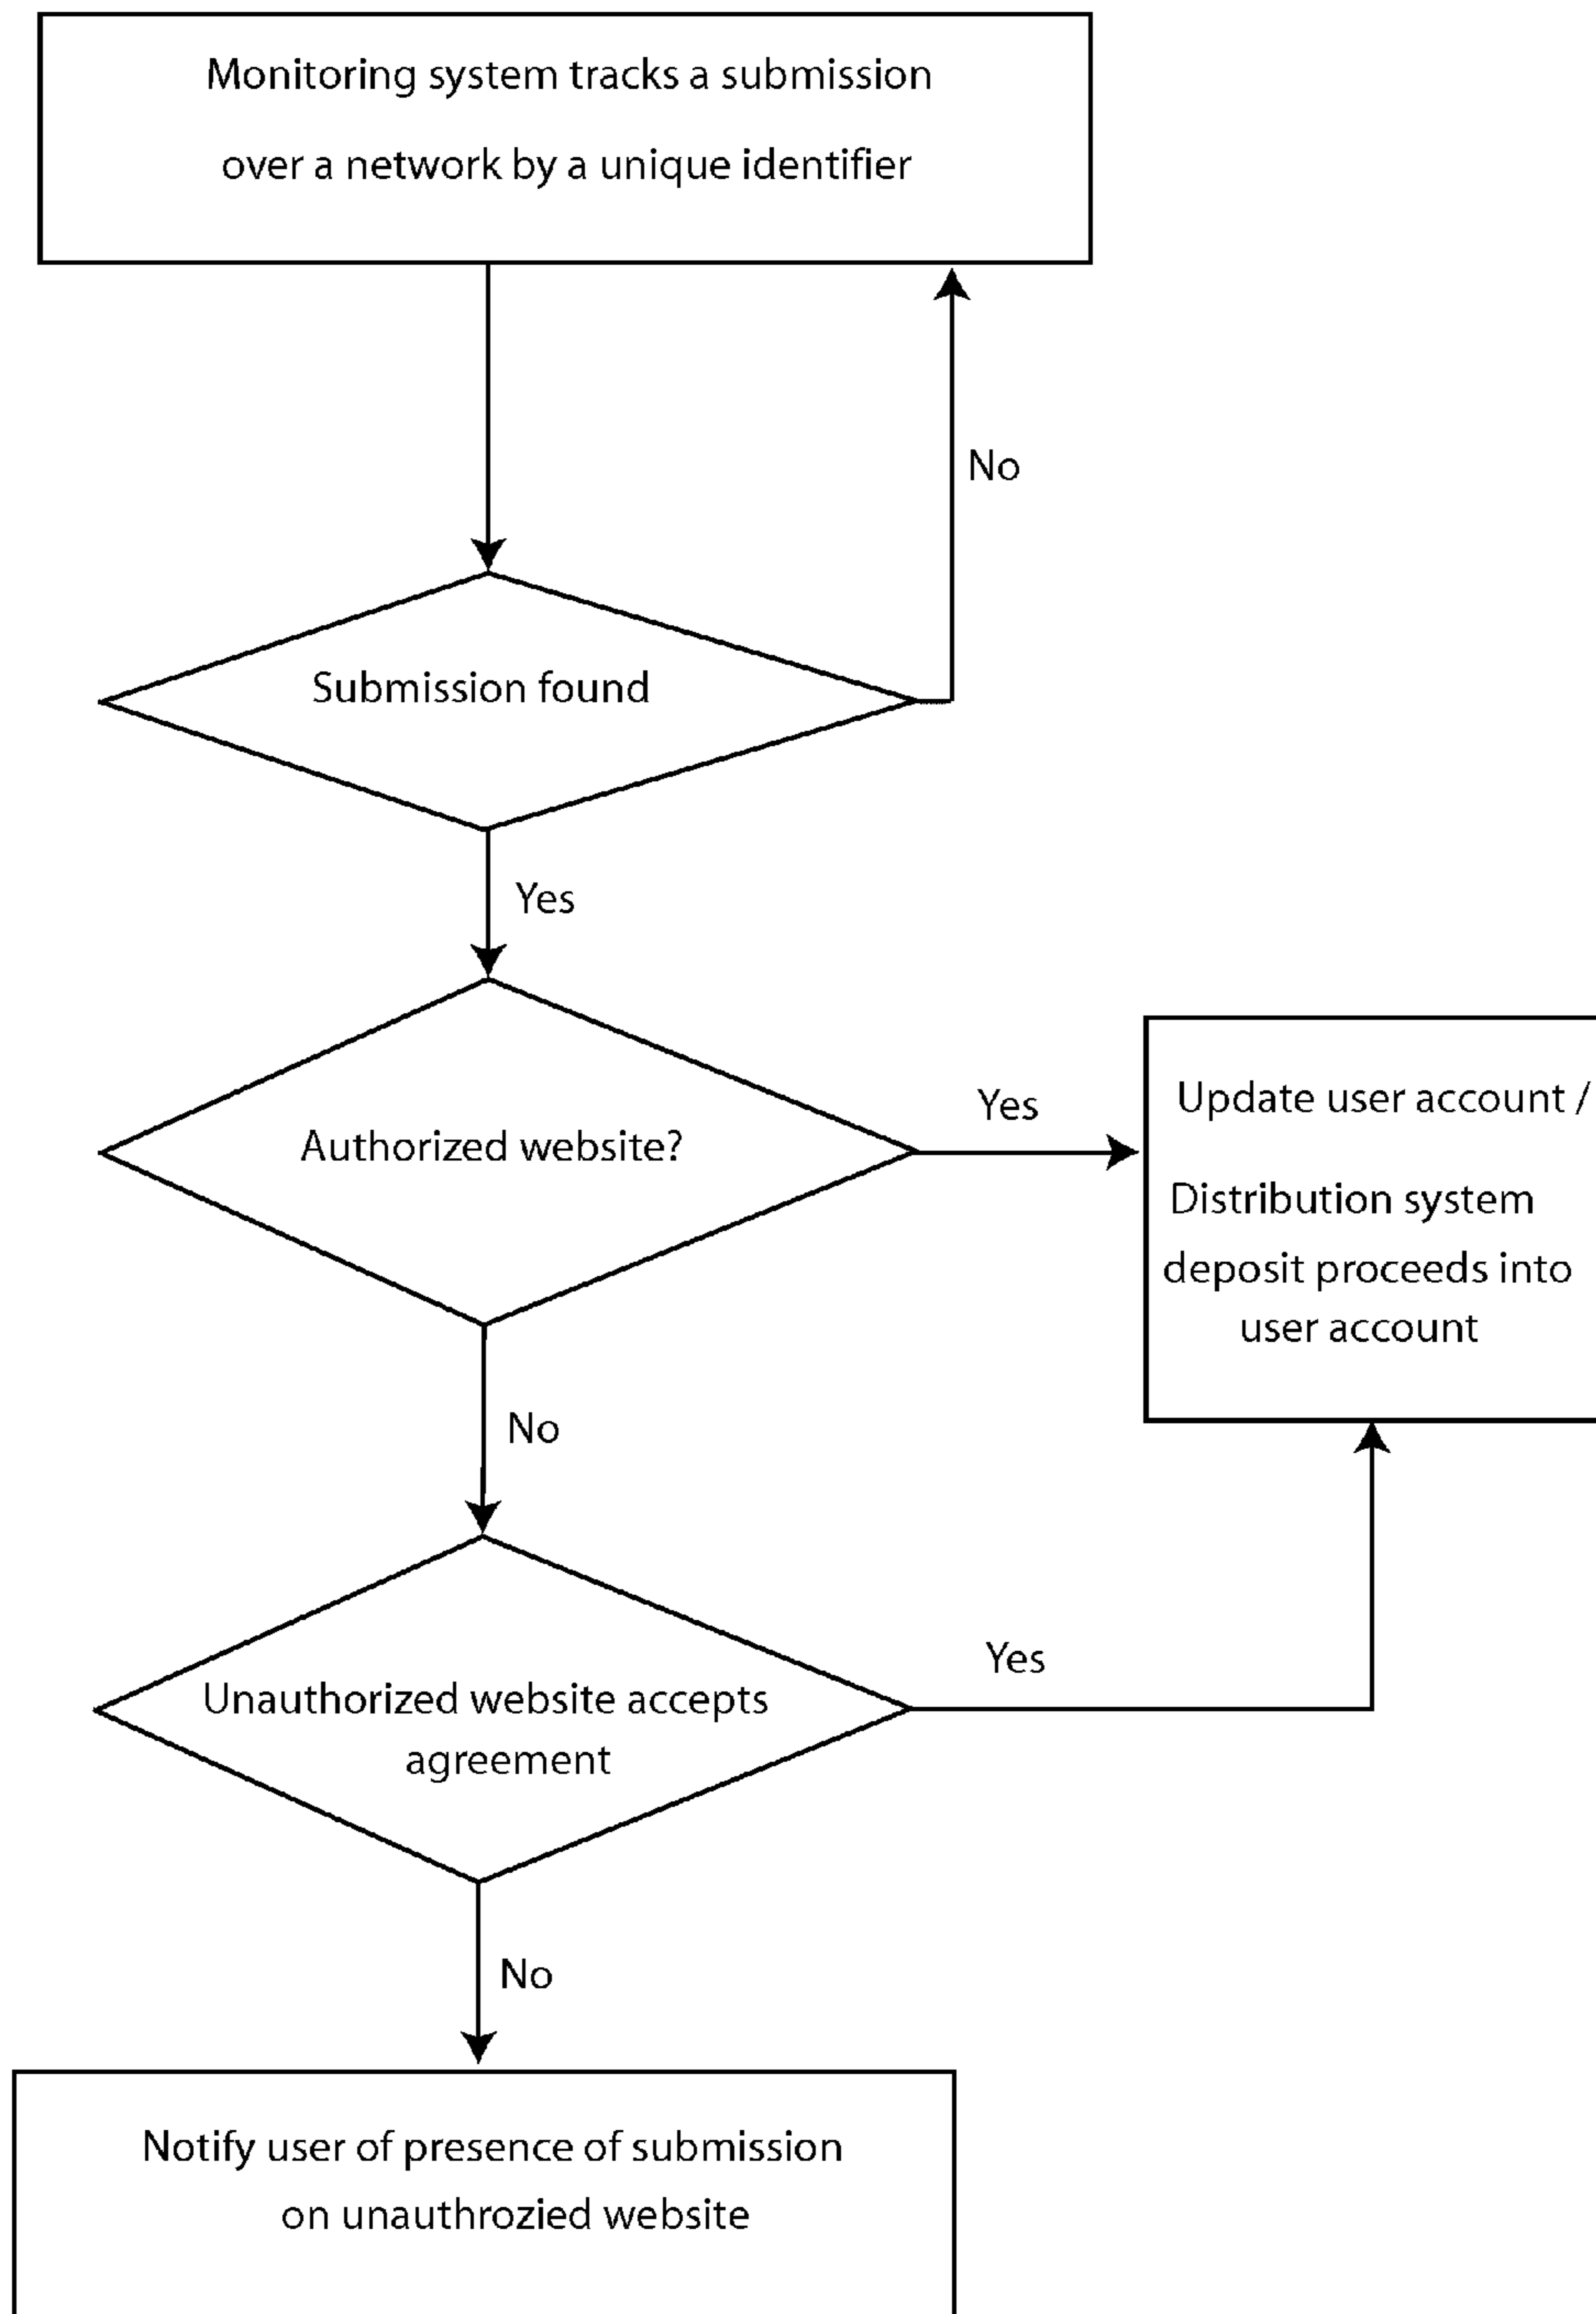 Monitoring system tracks a submission
over a network by a unique identifier
No
Submission found
Yes
Authorized website?
Yes
Update user account /
Distribution system
deposit proceeds into
user account
No
Unauthorized website accepts
agreement
Yes
No
Notify user of presence of submission
on unauthrozied website